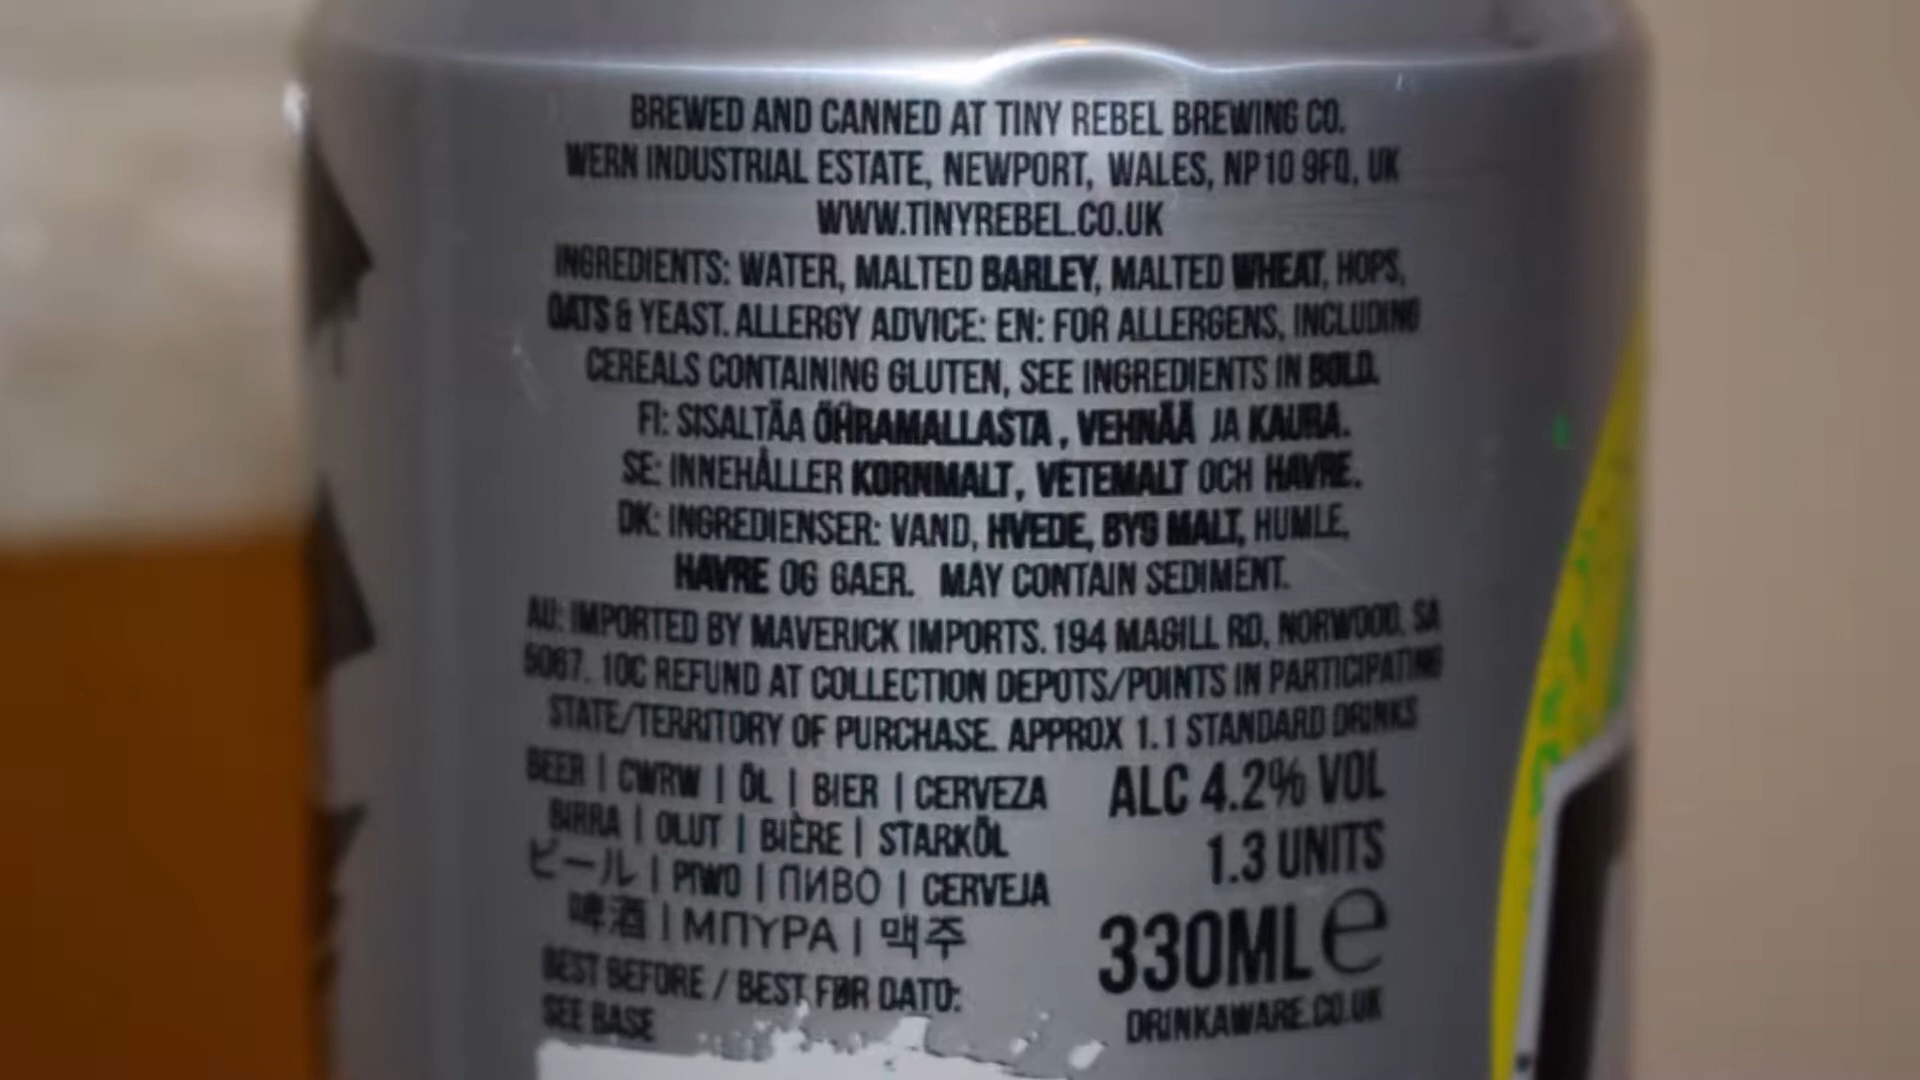 BREWED AND CANNED AT TINY REBEL BREWING CO.
WERN INDUSTRIAL ESTATE, NEWPORT, WALES, NP10 9FQ, UK
WWW.TINYREBEL.CO.UK
INGREDIENTS: WATER, MALTED BARLEY, MALTED WHEAT, HOPS,
OATS & YEAST. ALLERGY ADVICE: EN: FOR ALLERGENS, INCLUDING
CEREALS CONTAINING GLUTEN, SEE INGREDIENTS IN BOLD.
FI: SISALTÄA ÖHRAMALLASTA , VEHNÄÄ JA KAURA.
SE: INNEHÅLLER KORNMALT, VETEMALT OCH HAVRE.
DK: INGREDIENSER: VAND, HVEDE, BYG MALT, HUMLE,
HAVRE OG GAER. MAY CONTAIN SEDIMENT.
AU: IMPORTED BY MAVERICK IMPORTS. 194 MAGILL RD, NORWOOD, SA
5067. 10C REFUND AT COLLECTION DEPOTS/POINTS IN PARTICIPATING
STATE/TERRITORY OF PURCHASE. APPROX 1.1 STANDARD DRINKS
BEER | CWRW | ÖL | BIER | CERVEZA
BIRRA | OLUT | BIÈRE | STARKÖL
ビール | PIWO | ПИВО | CERVEJA
啤酒 | ΜΠΥΡΑ | 맥주
BEST BEFORE / BEST FØR DATO:
SEE BASE
ALC 4.2% VOL
1.3 UNITS
330ML e
DRINKAWARE.CO.UK